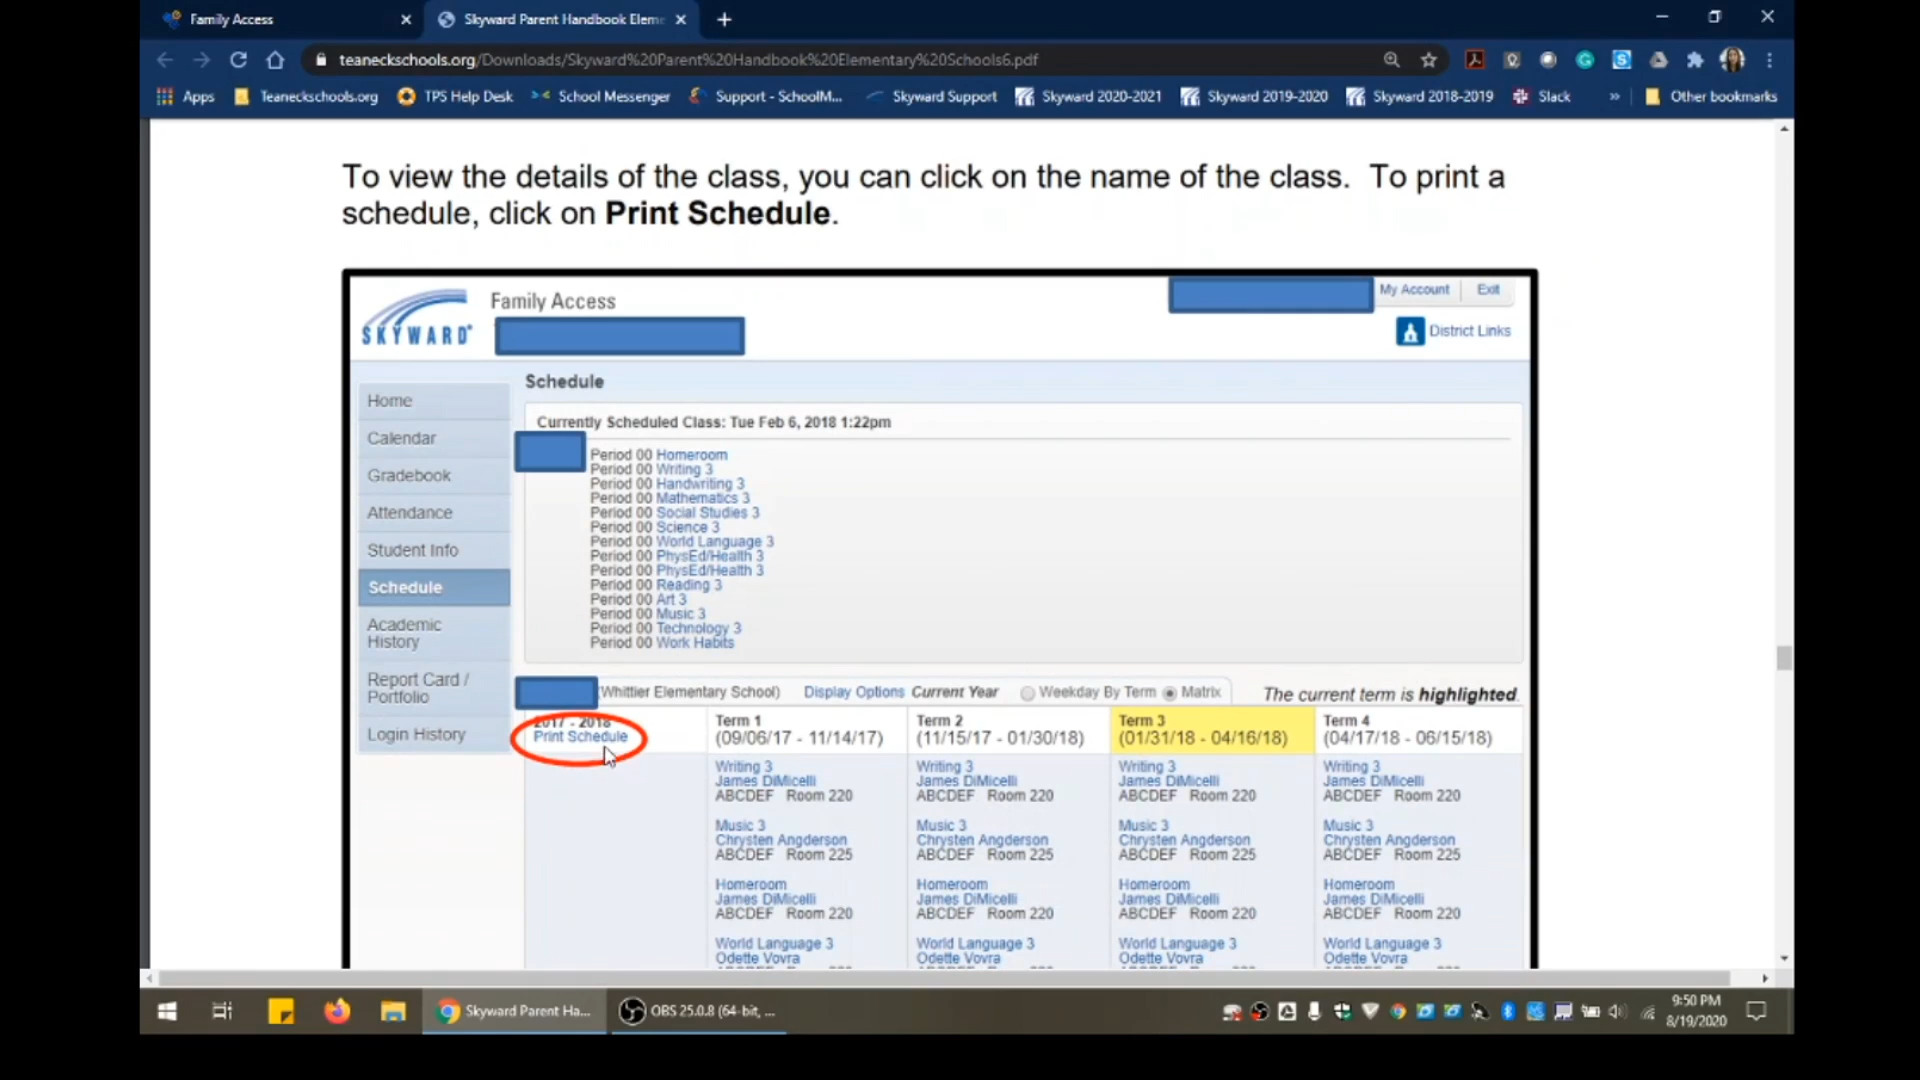 Family Access
Skyward Parent Handbook Elem
teaneckschools.org/Downloads/Skyward%20Parent%20Handbook%20Elementary%20Schools6.pdf
Apps
Teaneckschools.org
TPS Help Desk
School Messenger
Support - SchoolM...
Skyward Support
Skyward 2020-2021
Skyward 2019-2020
Skyward 2018-2019
Slack
»
Other bookmarks
To view the details of the class, you can click on the name of the class.  To print a
schedule, click on Print Schedule.
SKYWARD®
Family Access
My Account
Exit
District Links
Home
Calendar
Gradebook
Attendance
Student Info
Schedule
Academic
History
Report Card /
Portfolio
Login History
Schedule
Currently Scheduled Class: Tue Feb 6, 2018 1:22pm
Period 00 Homeroom
Period 00 Writing 3
Period 00 Handwriting 3
Period 00 Mathematics 3
Period 00 Social Studies 3
Period 00 Science 3
Period 00 World Language 3
Period 00 PhysEd/Health 3
Period 00 PhysEd/Health 3
Period 00 Reading 3
Period 00 Art 3
Period 00 Music 3
Period 00 Technology 3
Period 00 Work Habits
(Whittier Elementary School) Display Options Current Year Weekday By Term Matrix
The current term is highlighted.
2017 - 2018
Print Schedule
Term 1
(09/06/17 - 11/14/17)
Term 2
(11/15/17 - 01/30/18)
Term 3
(01/31/18 - 04/16/18)
Term 4
(04/17/18 - 06/15/18)
Writing 3
James DiMicelli
ABCDEF Room 220
Music 3
Chrysten Angderson
ABCDEF Room 225
Homeroom
James DiMicelli
ABCDEF Room 220
World Language 3
Odette Vovra
Writing 3
James DiMicelli
ABCDEF Room 220
Music 3
Chrysten Angderson
ABCDEF Room 225
Homeroom
James DiMicelli
ABCDEF Room 220
World Language 3
Odette Vovra
Writing 3
James DiMicelli
ABCDEF Room 220
Music 3
Chrysten Angderson
ABCDEF Room 225
Homeroom
James DiMicelli
ABCDEF Room 220
World Language 3
Odette Vovra
Writing 3
James DiMicelli
ABCDEF Room 220
Music 3
Chrysten Angderson
ABCDEF Room 225
Homeroom
James DiMicelli
ABCDEF Room 220
World Language 3
Odette Vovra
Skyward Parent Ha...
OBS 25.0.8 (64-bit, ...
9:50 PM
8/19/2020